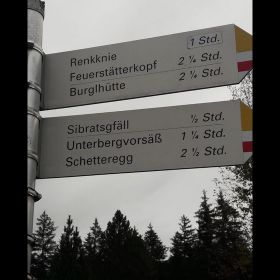 Renkknie 1 Std.
Feuerstätterkopf 2 ¼ Std.
Burglhütte 2 ¼ Std.
Sibratsgfäll ½ Std.
Unterbergvorsäß 1 ¼ Std.
Schetteregg 2 ½ Std.